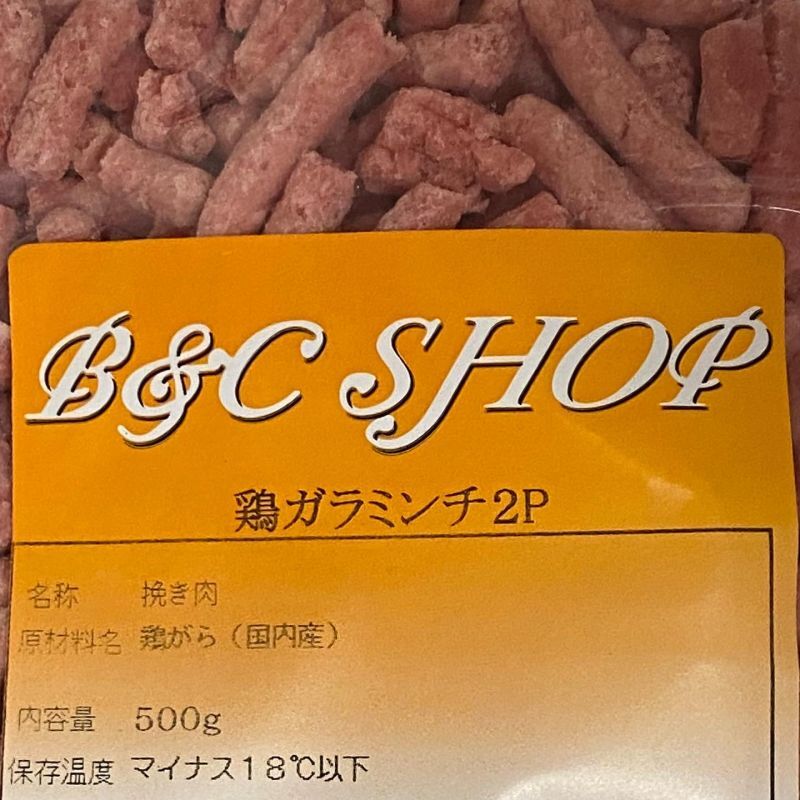 B&C SHOP
鶏ガラミンチ2P
名称 挽き肉
原材料名 鶏がら（国内産）
内容量 500g
保存温度 マイナス18℃以下